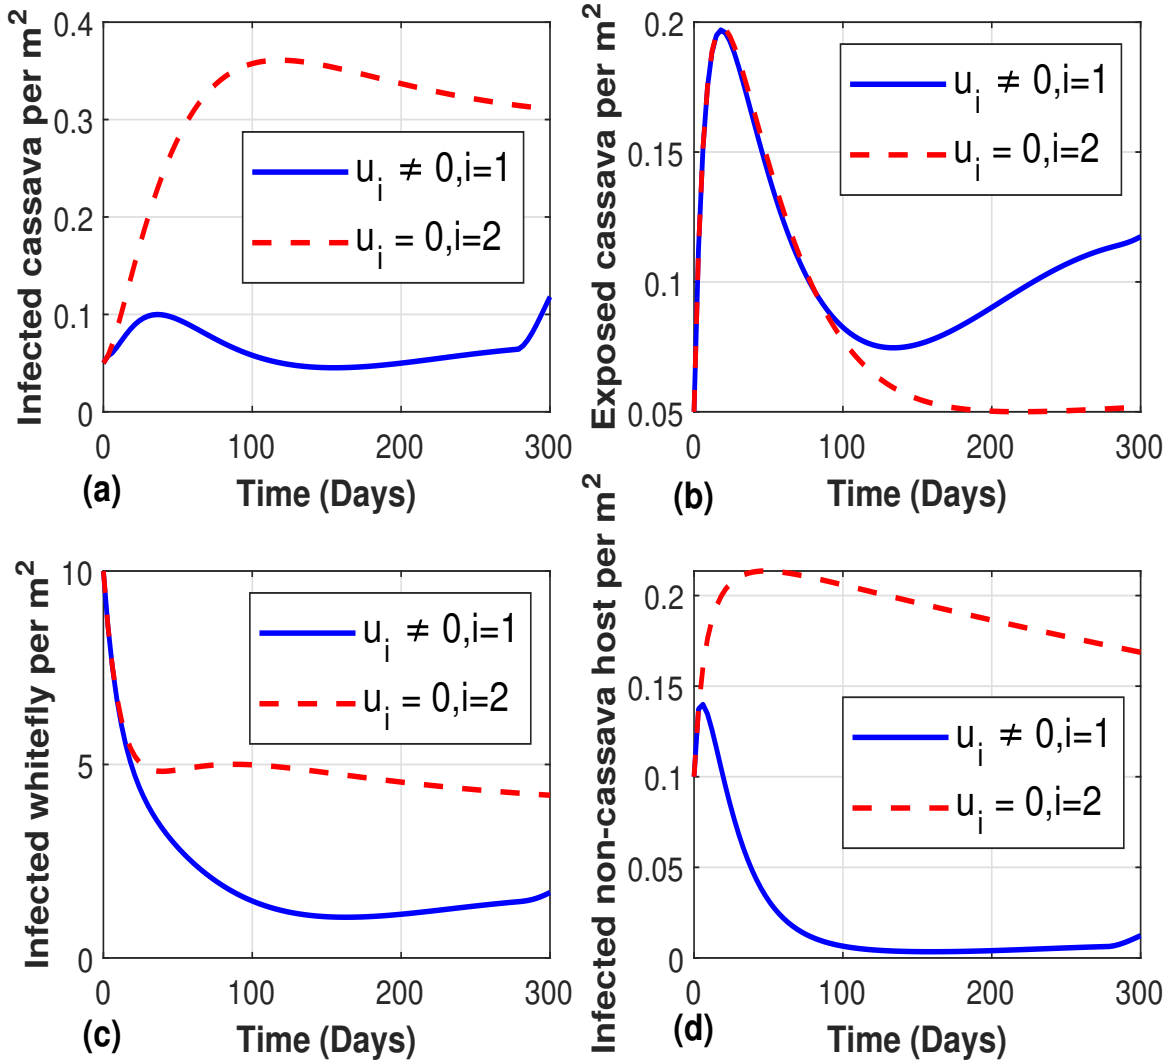 Infected cassava per m²
0.4
0.3
0.2
0.1
0
0 100 200 300
u_i ≠ 0,i=1
u_i = 0,i=2
(a)
Time (Days)
Exposed cassava per m²
0.2
0.15
0.1
0.05
0 100 200 300
u_i ≠ 0,i=1
u_i = 0,i=2
(b)
Time (Days)
Infected whitefly per m²
10
5
0
0 100 200 300
u_i ≠ 0,i=1
u_i = 0,i=2
(c)
Time (Days)
Infected non-cassava host per m²
0.2
0.15
0.1
0.05
0
0 100 200 300
u_i ≠ 0,i=1
u_i = 0,i=2
(d)
Time (Days)